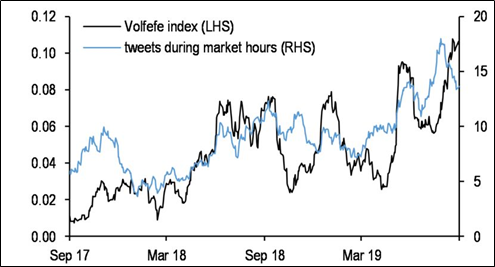 Volfefe index (LHS)
tweets during market hours (RHS)
0.12
0.10
0.08
0.06
0.04
0.02
0.00
20
15
10
5
0
Sep 17
Mar 18
Sep 18
Mar 19